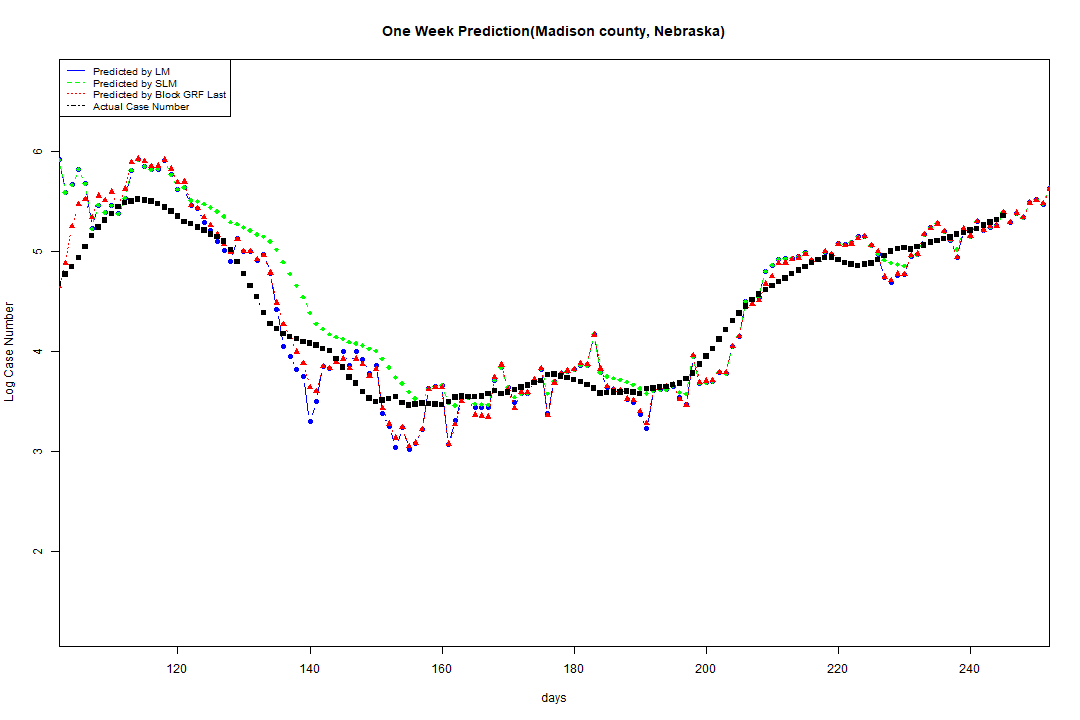 One Week Prediction(Madison county, Nebraska)
Predicted by LM
Predicted by SLM
Predicted by Block GRF Last
Actual Case Number
6
5
4
3
2
Log Case Number
120 140 160 180 200 220 240
days